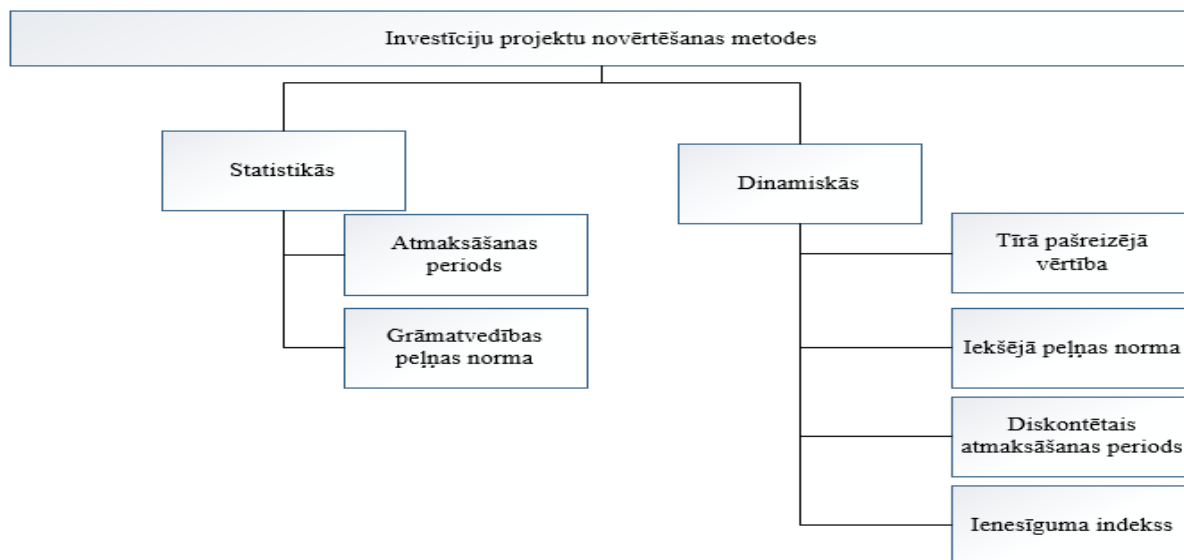 Investīciju projektu novērtēšanas metodes
Statistikās
Atmaksāšanas
periods
Grāmatvedības
peļņas norma
Dinamiskās
Tīrā pašreizējā
vērtība
Iekšējā peļņas norma
Diskontētais
atmaksāšanas periods
Ienesīguma indekss